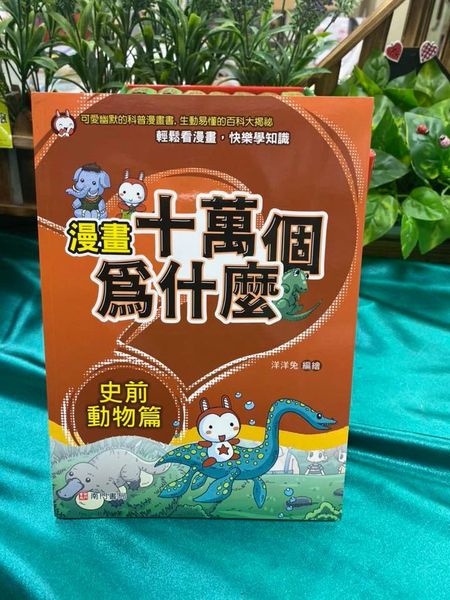 可愛幽默的科普漫畫書，生動易懂的百科大揭祕
輕鬆看漫畫，快樂學知識
漫畫
十萬個
為什麼
洋洋兔 編繪
史前
動物篇
南門書局